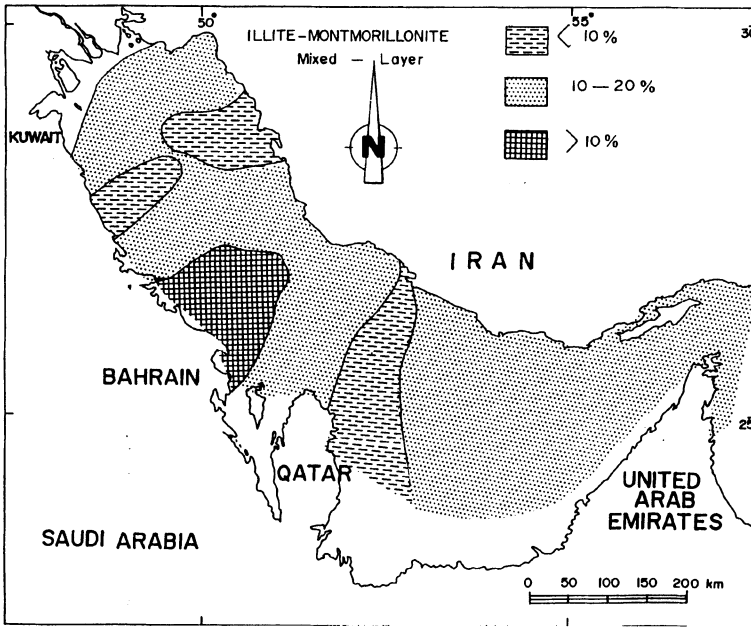 50°
55°
30
ILLITE-MONTMORILLONITE
Mixed – Layer
< 10 %
10 – 20 %
> 10 %
N
KUWAIT
IRAN
BAHRAIN
25
QATAR
UNITED
ARAB
EMIRATES
SAUDI ARABIA
0 50 100 150 200 km